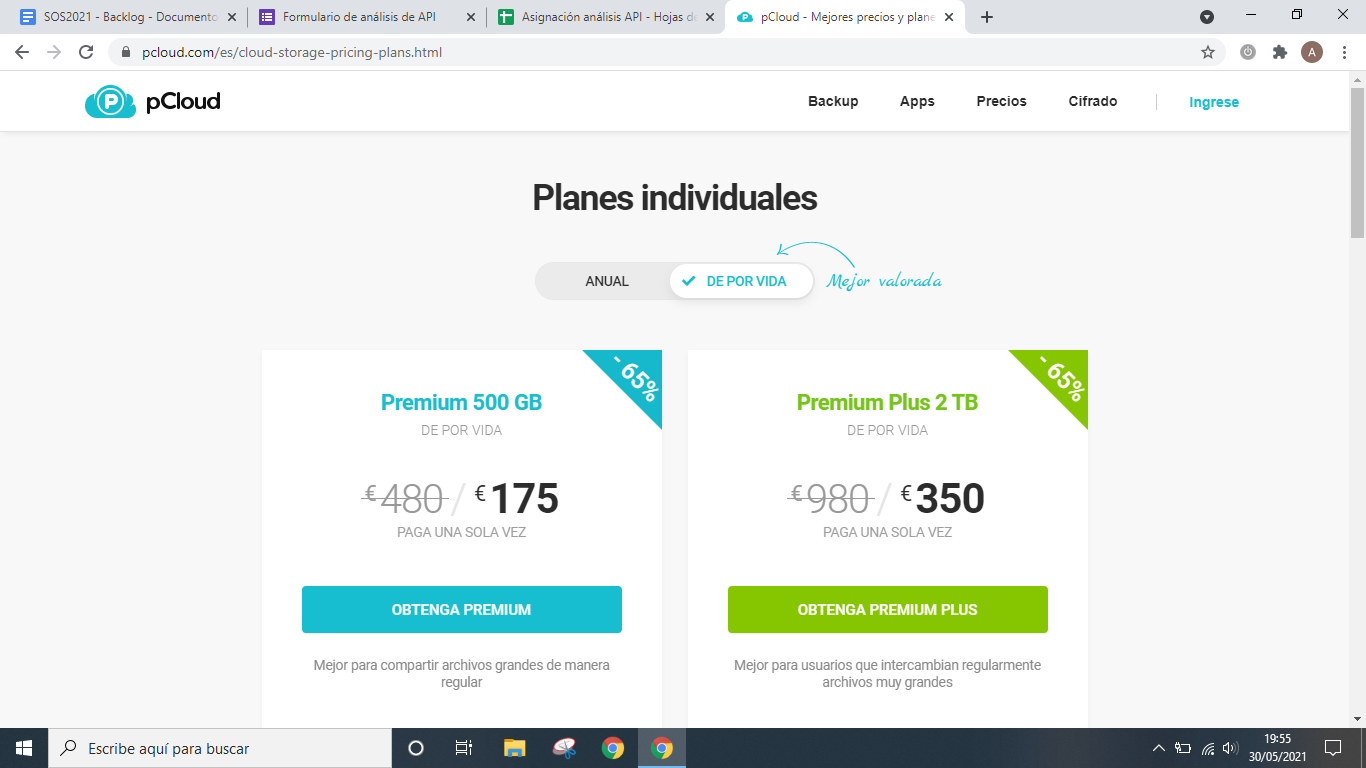 SOS2021 - Backlog - Documento
Formulario de análisis de API
Asignación análisis API - Hojas de
pCloud - Mejores precios y plane
pcloud.com/es/cloud-storage-pricing-plans.html
A
P pCloud
Backup Apps Precios Cifrado Ingrese
Planes individuales
ANUAL DE POR VIDA Mejor valorada
- 65%
Premium 500 GB
DE POR VIDA
€480 / €175
PAGA UNA SOLA VEZ
OBTENGA PREMIUM
Mejor para compartir archivos grandes de manera
regular
- 65%
Premium Plus 2 TB
DE POR VIDA
€980 / €350
PAGA UNA SOLA VEZ
OBTENGA PREMIUM PLUS
Mejor para usuarios que intercambian regularmente
archivos muy grandes
Escribe aquí para buscar
19:55
30/05/2021